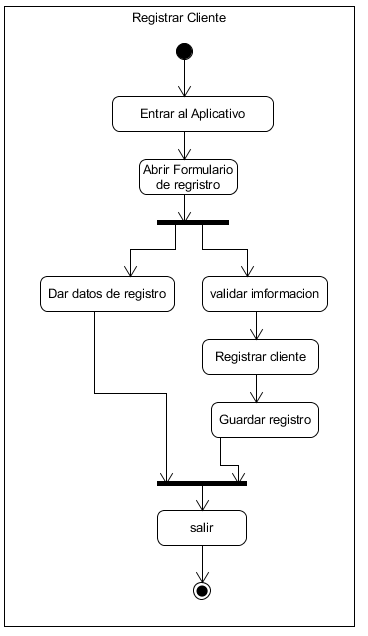 Registrar Cliente
Entrar al Aplicativo
Abrir Formulario
de regristro
Dar datos de registro
validar imformacion
Registrar cliente
Guardar registro
salir